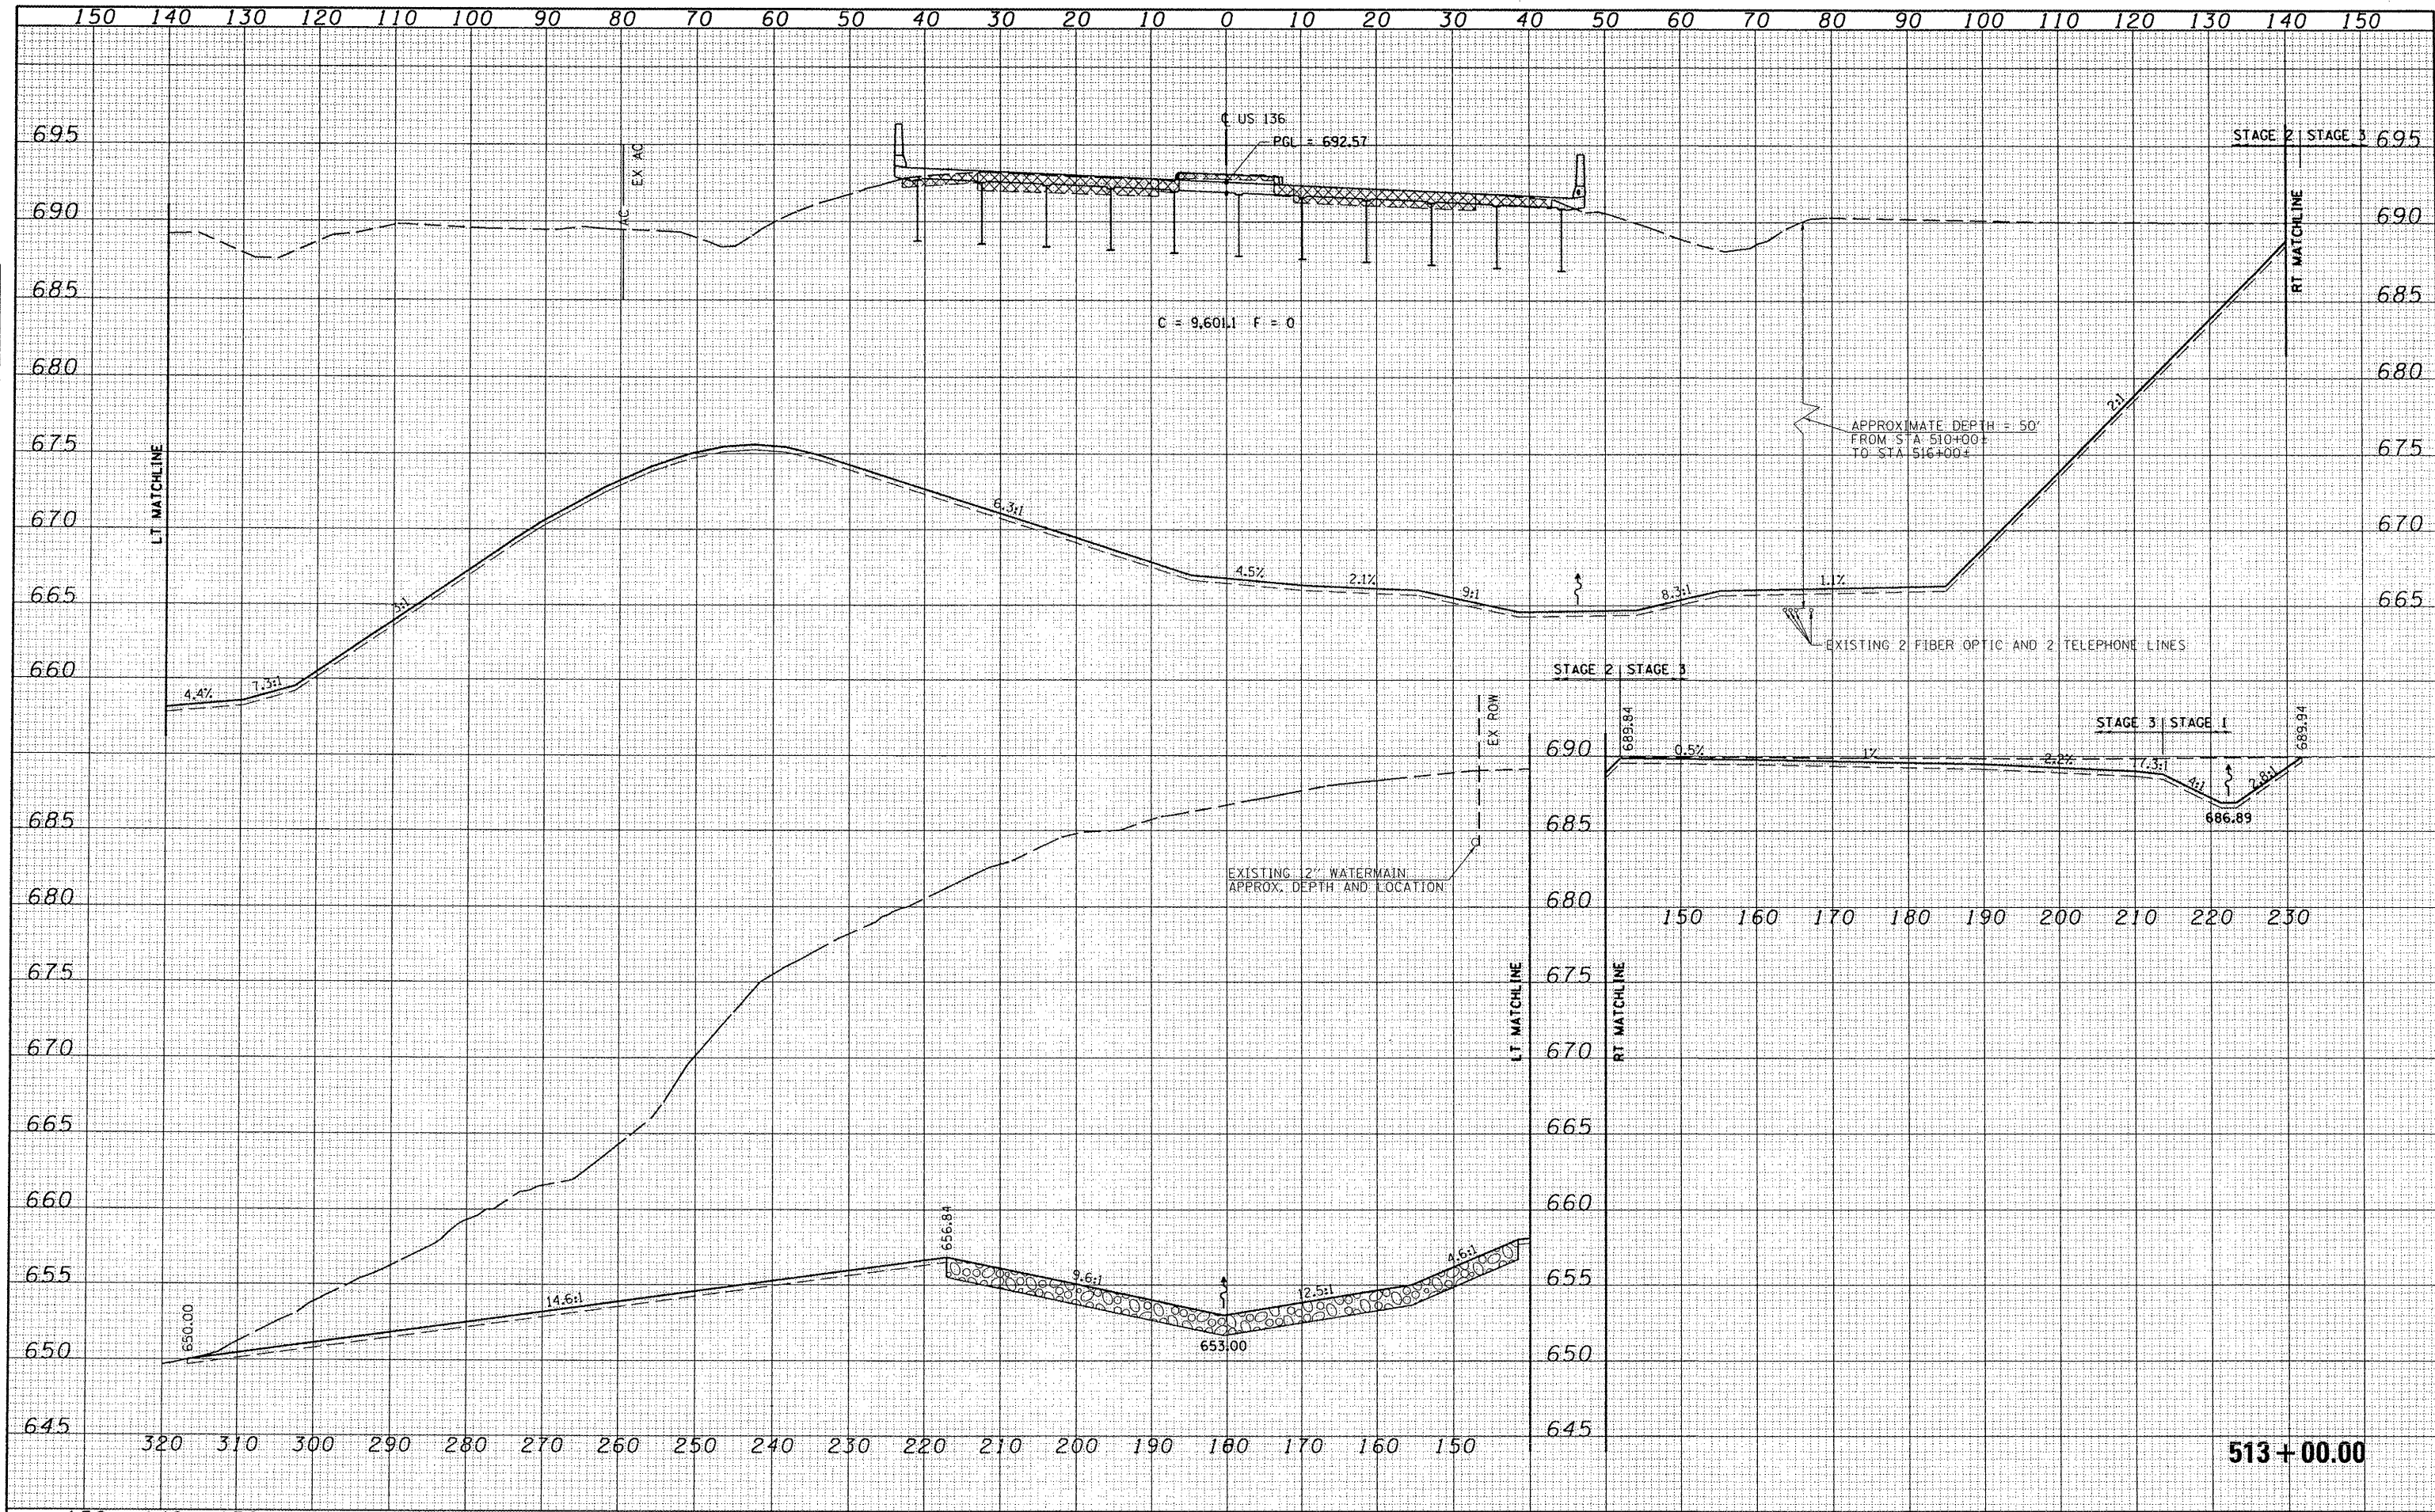 150 140 130 120 110 100 90 80 70 60 50 40 30 20 10 0 10 20 30 40 50 60 70 80 90 100 110 120 130 140 150
℄ US 136
PGL = 692.57
695
STAGE 2 | STAGE 3
695
AC
EX AC
690
690
RT MATCHLINE
685
685
C = 9,601.1 F = 0
680
680
2:1
APPROXIMATE DEPTH = 50'
FROM STA 510+00±
TO STA 516+00±
LT MATCHLINE
675
675
670
6.3:1
670
665
3:1
4.5%
2.1%
9:1
8.3:1
1.1%
665
EXISTING 2 FIBER OPTIC AND 2 TELEPHONE LINES
660
4.4%
7.3:1
STAGE 2 | STAGE 3
EX ROW
689.84
STAGE 3 | STAGE 1
689.94
690
0.5%
1%
2.2%
7.3:1
4:1
2.8:1
686.89
685
685
EXISTING 12" WATERMAIN
APPROX. DEPTH AND LOCATION
680
680
150 160 170 180 190 200 210 220 230
675
675
LT MATCHLINE
RT MATCHLINE
670
670
665
665
660
660
656.84
655
14.6:1
9.6:1
12.5:1
4.6:1
655
650.00
653.00
650
650
645
645
320 310 300 290 280 270 260 250 240 230 220 210 200 190 180 170 160 150
513+00.00